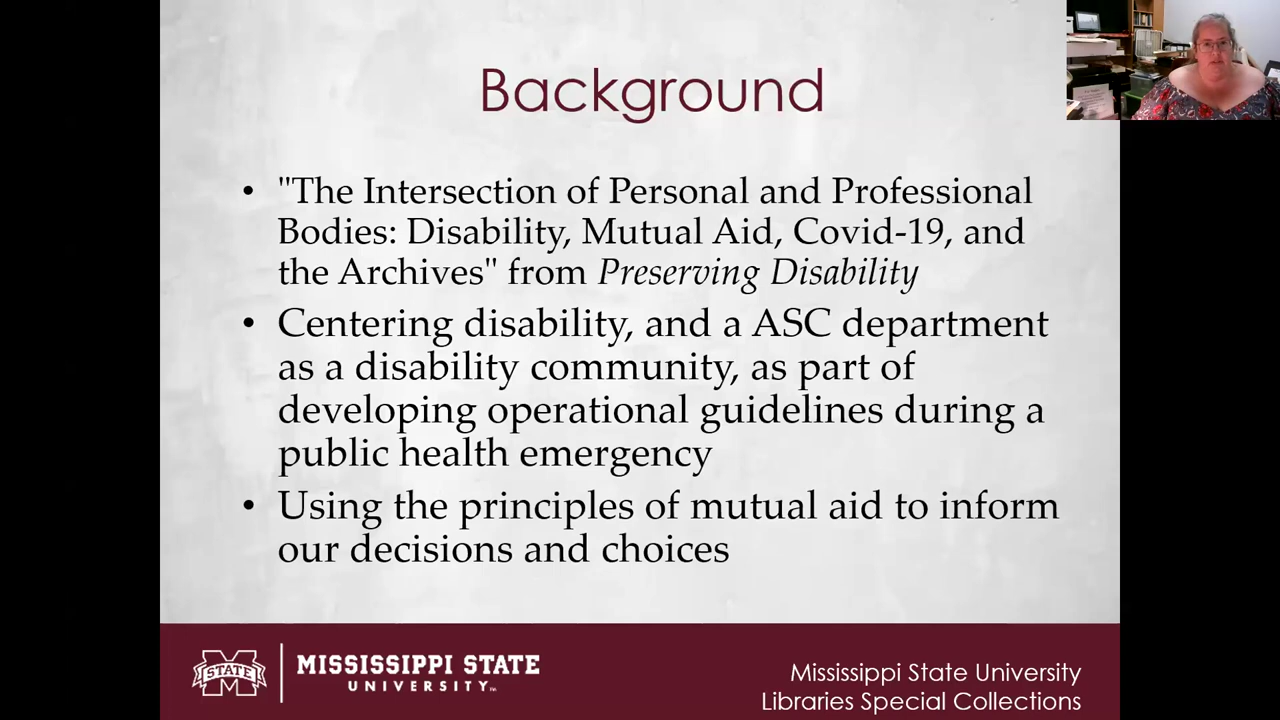 Background
• "The Intersection of Personal and Professional
Bodies: Disability, Mutual Aid, Covid-19, and
the Archives" from Preserving Disability
• Centering disability, and a ASC department
as a disability community, as part of
developing operational guidelines during a
public health emergency
• Using the principles of mutual aid to inform
our decisions and choices
STATE
MISSISSIPPI STATE
UNIVERSITY™
Mississippi State University
Libraries Special Collections